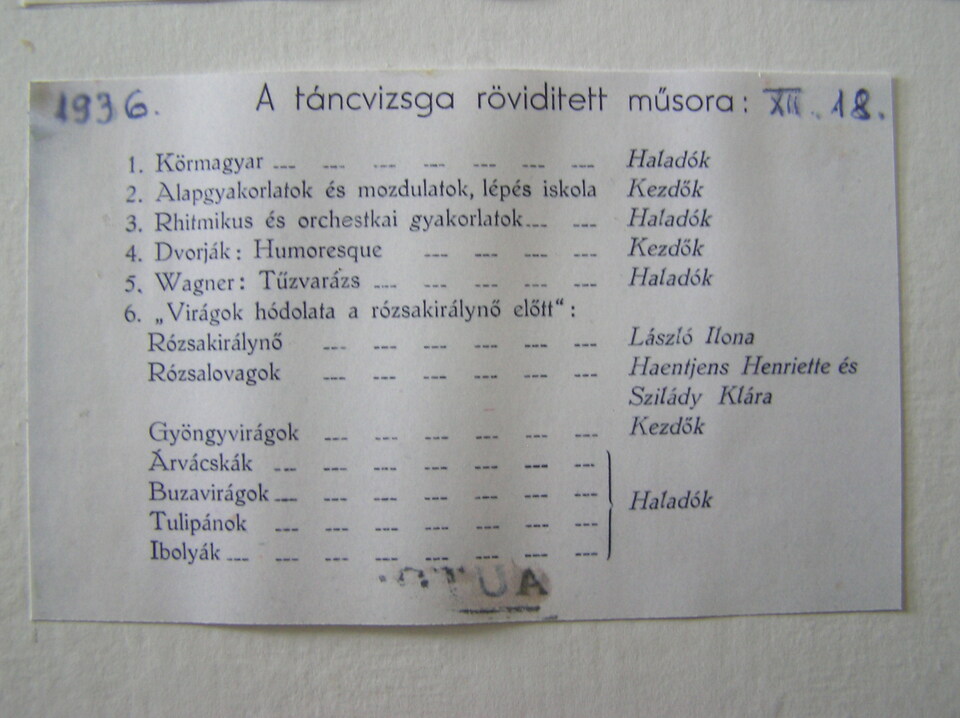 1936. A táncvizsga röviditett műsora: XII. 18.
1. Körmagyar --- --- --- --- --- --- --- Haladók
2. Alapgyakorlatok és mozdulatok, lépés iskola Kezdők
3. Rhitmikus és orchestkai gyakorlatok --- --- Haladók
4. Dvorják: Humoresque --- --- --- --- Kezdők
5. Wagner: Tűzvarázs --- --- --- --- --- Haladók
6. „Virágok hódolata a rózsakirálynő előtt“:
Rózsakirálynő --- --- --- --- --- --- László Ilona
Rózsalovagok --- --- --- --- --- --- Haentjens Henriette és
Szilády Klára
Gyöngyvirágok --- --- --- --- --- --- Kezdők
Árvácskák --- --- --- --- --- --- ---
Buzavirágok --- --- --- --- --- --- --- Haladók
Tulipánok --- --- --- --- --- --- ---
Ibolyák --- --- --- --- --- --- --- ---